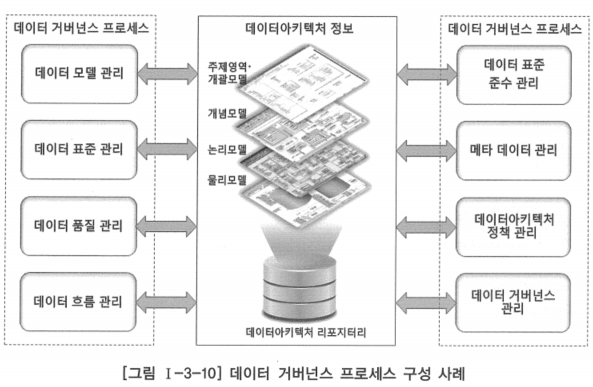 데이터 거버넌스 프로세스
데이터 모델 관리
데이터 표준 관리
데이터 품질 관리
데이터 흐름 관리
데이터아키텍처 정보
주제영역·
개괄모델
개념모델
논리모델
물리모델
데이터아키텍처 리포지터리
데이터 거버넌스 프로세스
데이터 표준
준수 관리
메타 데이터 관리
데이터아키텍처
정책 관리
데이터 거버넌스
관리
[그림 Ⅰ-3-10] 데이터 거버넌스 프로세스 구성 사례